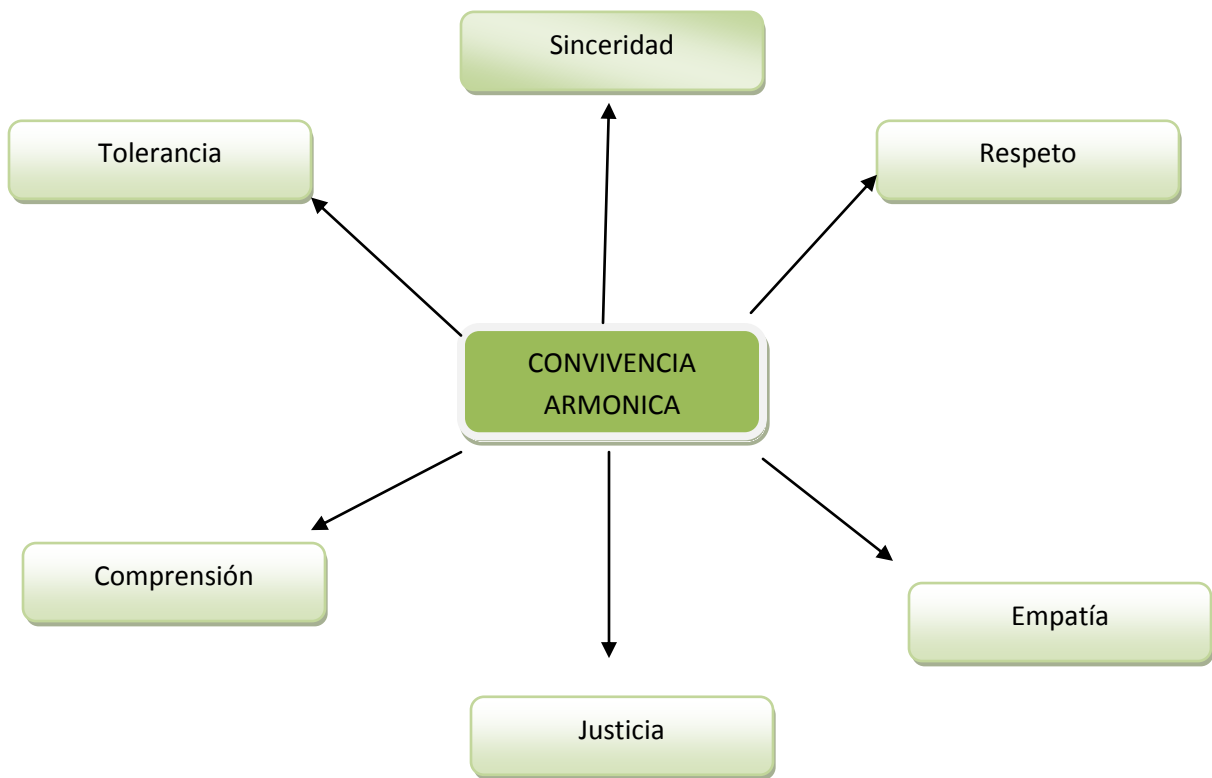 Sinceridad
Tolerancia
Respeto
CONVIVENCIA
ARMONICA
Comprensión
Empatía
Justicia